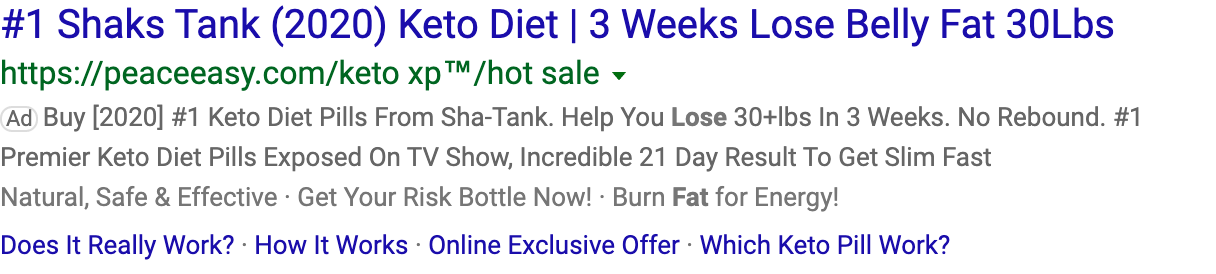 #1 Shaks Tank (2020) Keto Diet | 3 Weeks Lose Belly Fat 30Lbs
https://peaceeasy.com/keto xp™/hot sale
Ad Buy [2020] #1 Keto Diet Pills From Sha-Tank. Help You Lose 30+lbs In 3 Weeks. No Rebound. #1
Premier Keto Diet Pills Exposed On TV Show, Incredible 21 Day Result To Get Slim Fast
Natural, Safe & Effective · Get Your Risk Bottle Now! · Burn Fat for Energy!
Does It Really Work? · How It Works · Online Exclusive Offer · Which Keto Pill Work?